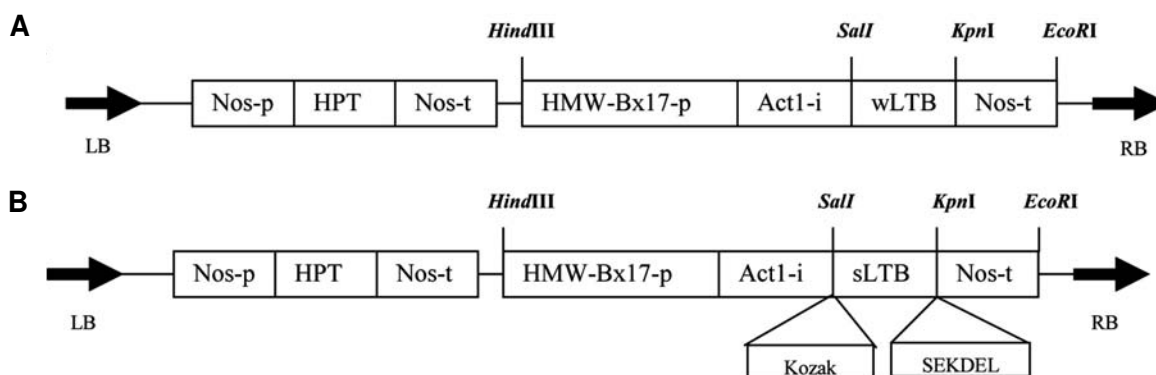 A
HindIII SalI KpnI EcoRI
Nos-p HPT Nos-t HMW-Bx17-p Act1-i wLTB Nos-t
LB RB
B
HindIII SalI KpnI EcoRI
Nos-p HPT Nos-t HMW-Bx17-p Act1-i sLTB Nos-t
LB RB
Kozak SEKDEL